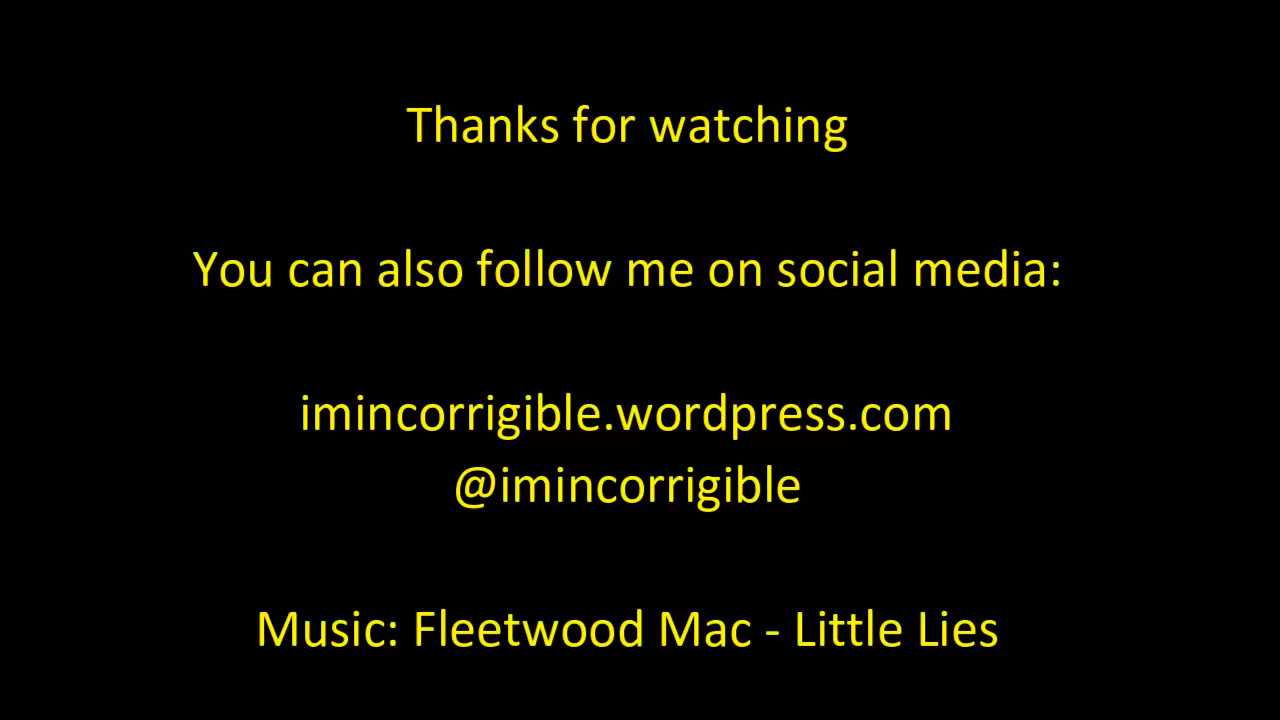 Thanks for watching
You can also follow me on social media:
imincorrigible.wordpress.com
@imincorrigible
Music: Fleetwood Mac - Little Lies